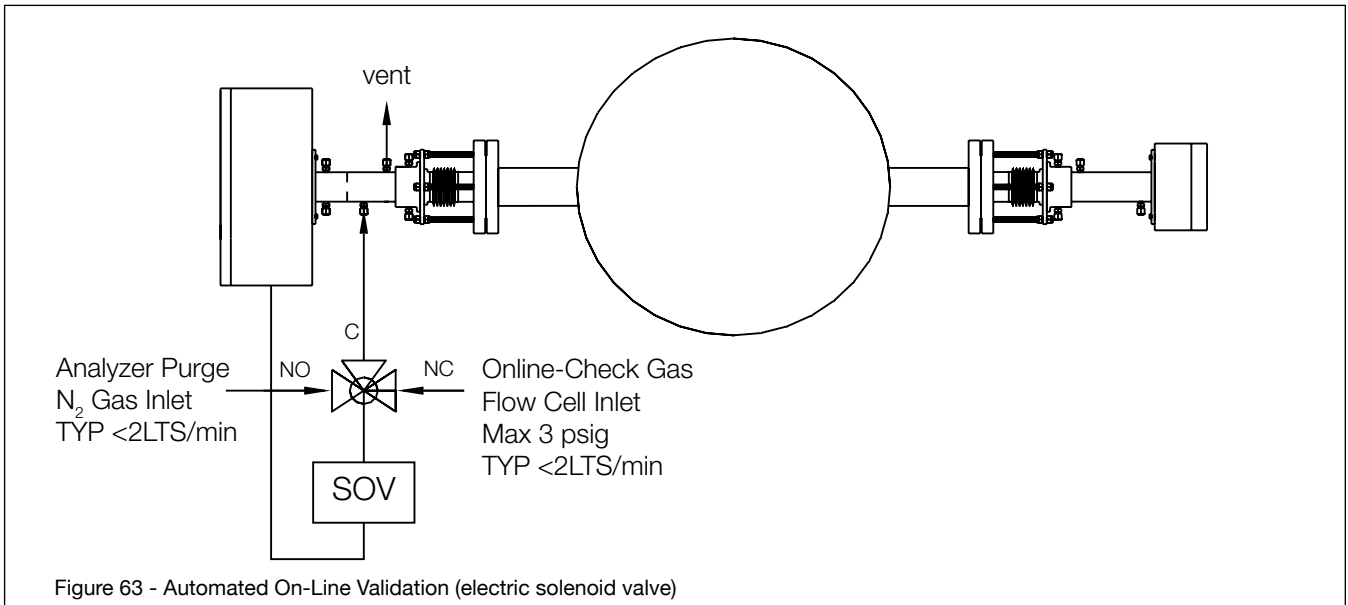 vent
C
NO
NC
Analyzer Purge
N₂ Gas Inlet
TYP <2LTS/min
Online-Check Gas
Flow Cell Inlet
Max 3 psig
TYP <2LTS/min
SOV
Figure 63 - Automated On-Line Validation (electric solenoid valve)